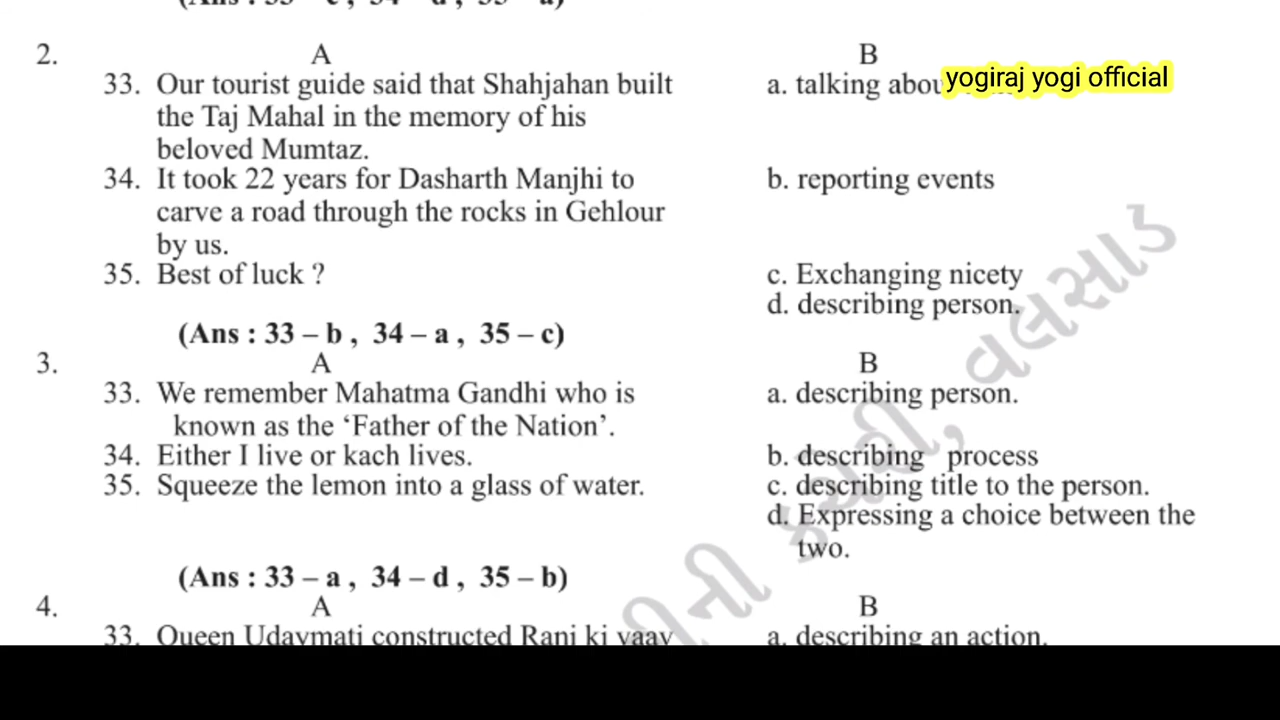 2. A B
33. Our tourist guide said that Shahjahan built a. talking abou
yogiraj yogi official
the Taj Mahal in the memory of his
beloved Mumtaz.
34. It took 22 years for Dasharth Manjhi to b. reporting events
carve a road through the rocks in Gehlour
by us.
35. Best of luck ? c. Exchanging nicety
d. describing person.
(Ans : 33 – b , 34 – a , 35 – c)
3. A B
33. We remember Mahatma Gandhi who is a. describing person.
known as the ‘Father of the Nation’.
34. Either I live or kach lives. b. describing process
35. Squeeze the lemon into a glass of water. c. describing title to the person.
d. Expressing a choice between the
two.
(Ans : 33 – a , 34 – d , 35 – b)
4. A B
33. Queen Udaymati constructed Rani ki vaav a. describing an action.
વલસાડ